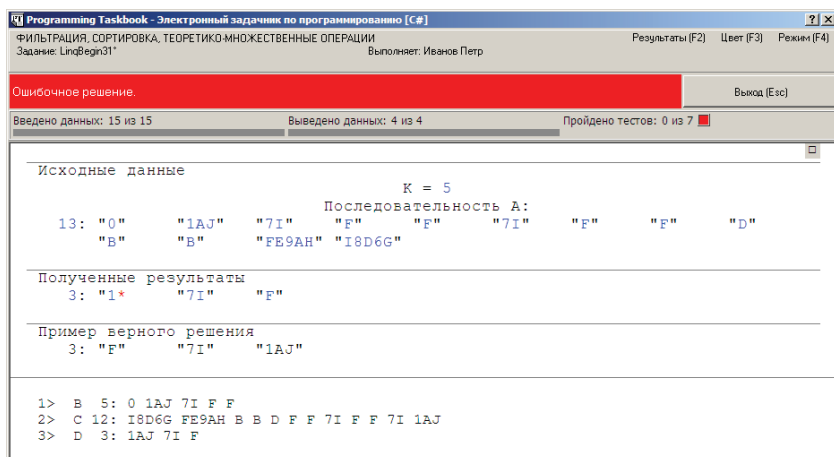 Programming Taskbook - Электронный задачник по программированию [C#]
ФИЛЬТРАЦИЯ, СОРТИРОВКА, ТЕОРЕТИКО-МНОЖЕСТВЕННЫЕ ОПЕРАЦИИ Результаты (F2) Цвет (F3) Режим (F4)
Задание: LinqBegin31° Выполняет: Иванов Петр
Ошибочное решение. Выход (Esc)
Введено данных: 15 из 15 Выведено данных: 4 из 4 Пройдено тестов: 0 из 7
Исходные данные
K = 5
Последовательность A:
13: "0" "1AJ" "7I" "F" "F" "7I" "F" "F" "D"
"B" "B" "FE9AH" "I8D6G"
Полученные результаты
3: "1* "7I" "F"
Пример верного решения
3: "F" "7I" "1AJ"
1> B 5: 0 1AJ 7I F F
2> C 12: I8D6G FE9AH B B D F F 7I F F 7I 1AJ
3> D 3: 1AJ 7I F